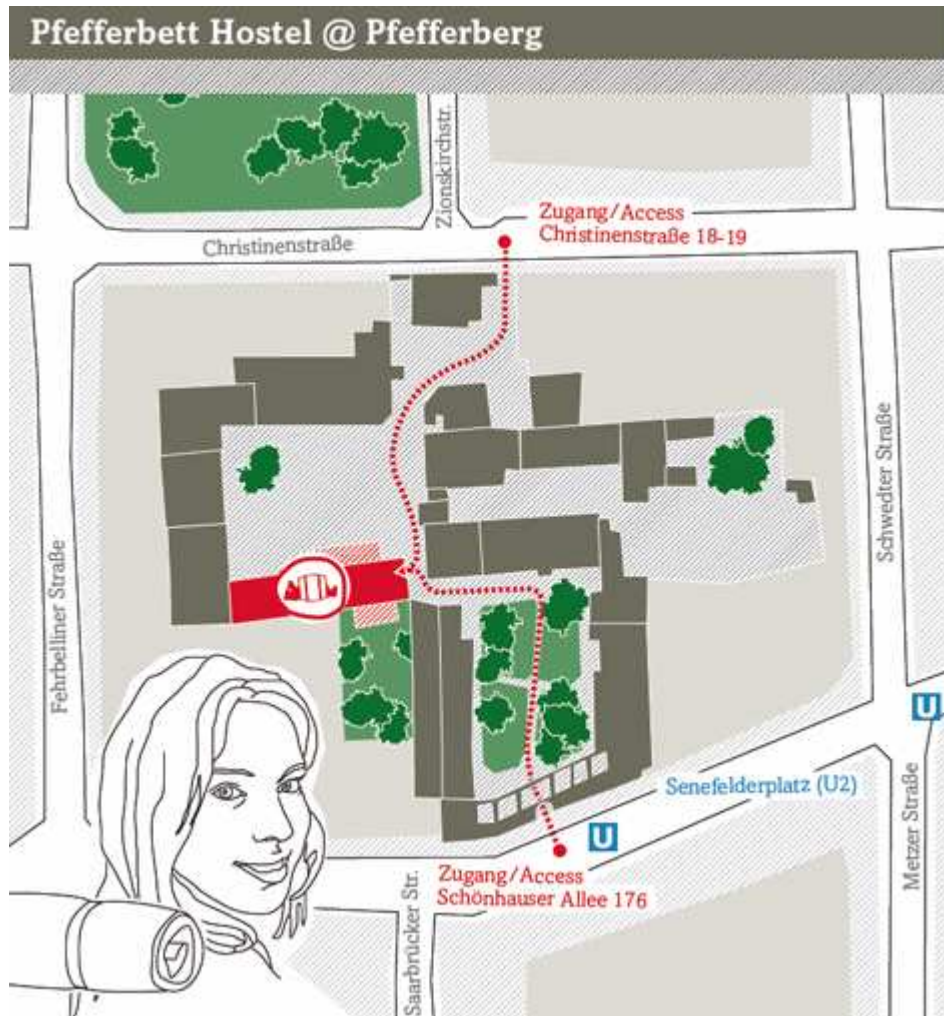 Pfefferbett Hostel @ Pfefferberg
Zionskirchstr.
Zugang/Access
Christinenstraße 18-19
Christinenstraße
Schwedter Straße
Fehrbelliner Straße
U
Senefelderplatz (U2)
U
Metzer Straße
Zugang/Access
Schönhauser Allee 176
Saarbrücker Str.